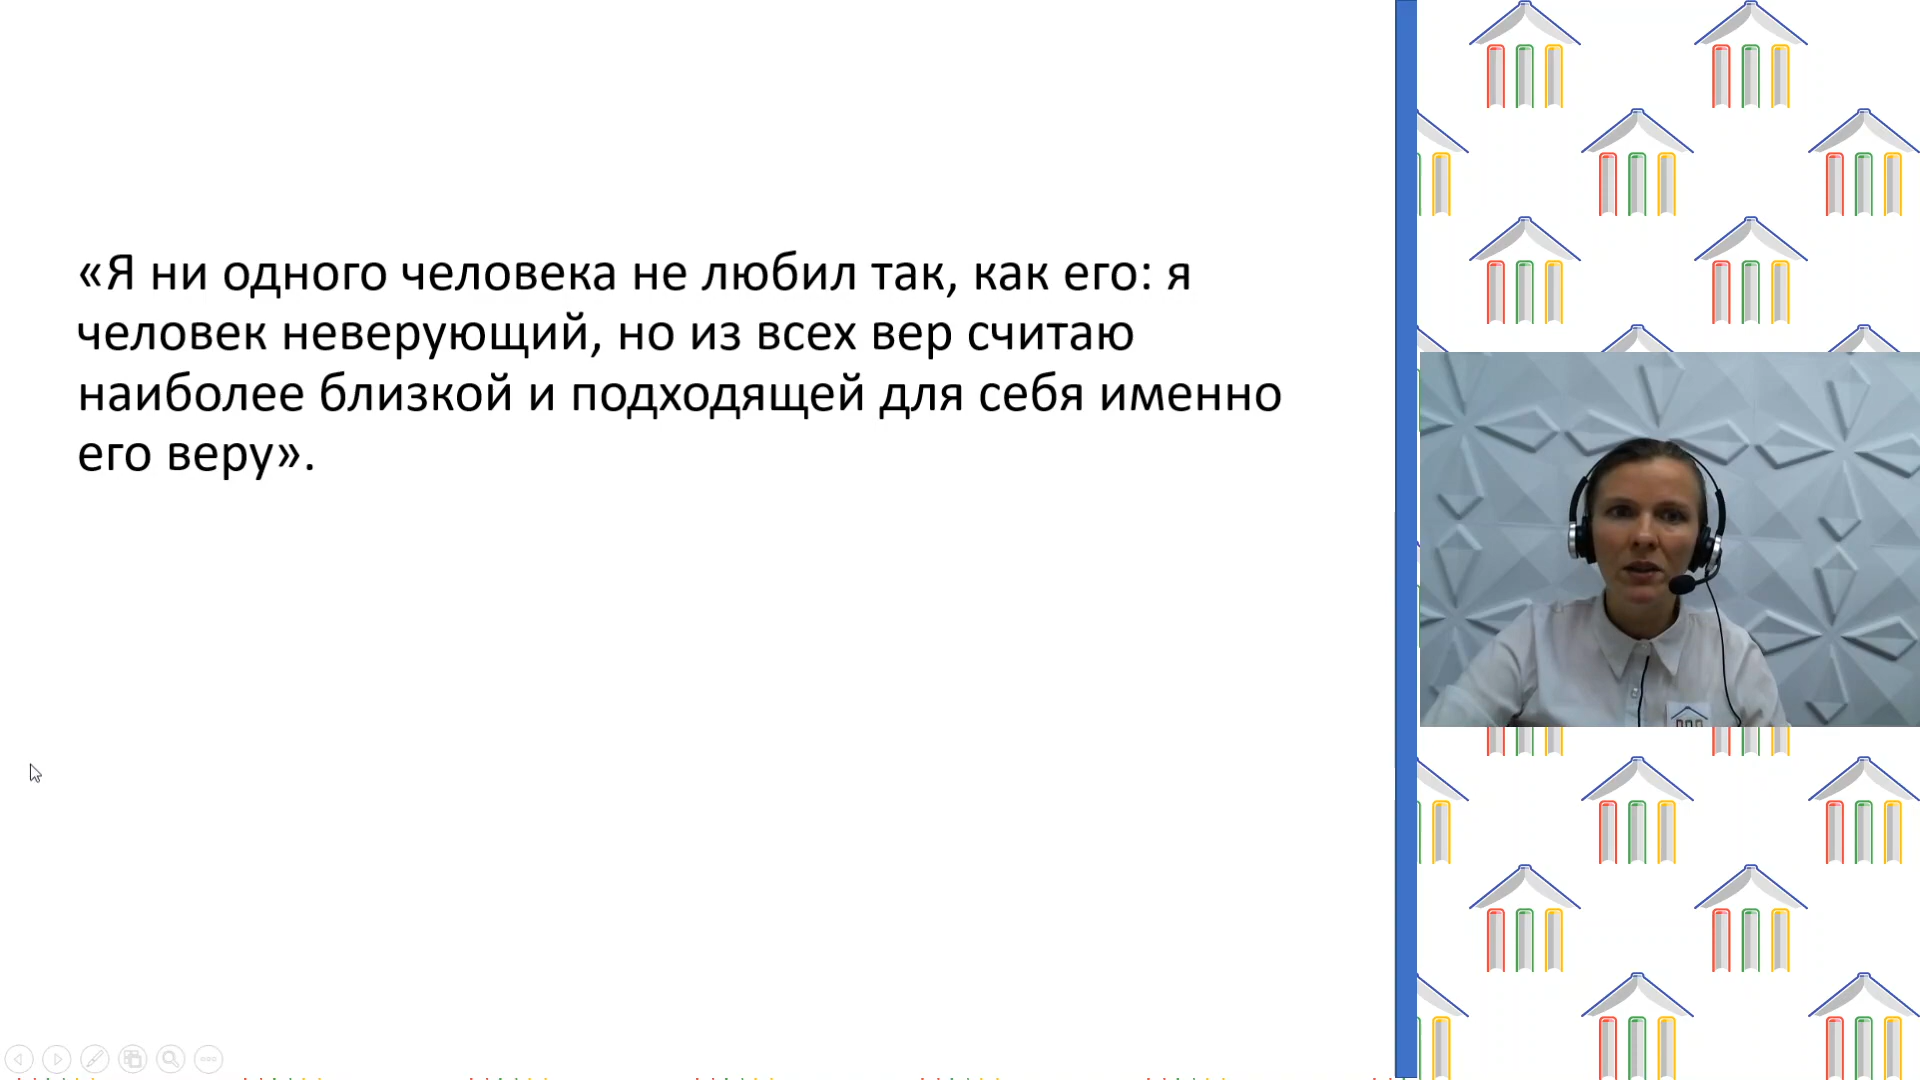 «Я ни одного человека не любил так, как его: я
человек неверующий, но из всех вер считаю
наиболее близкой и подходящей для себя именно
его веру».